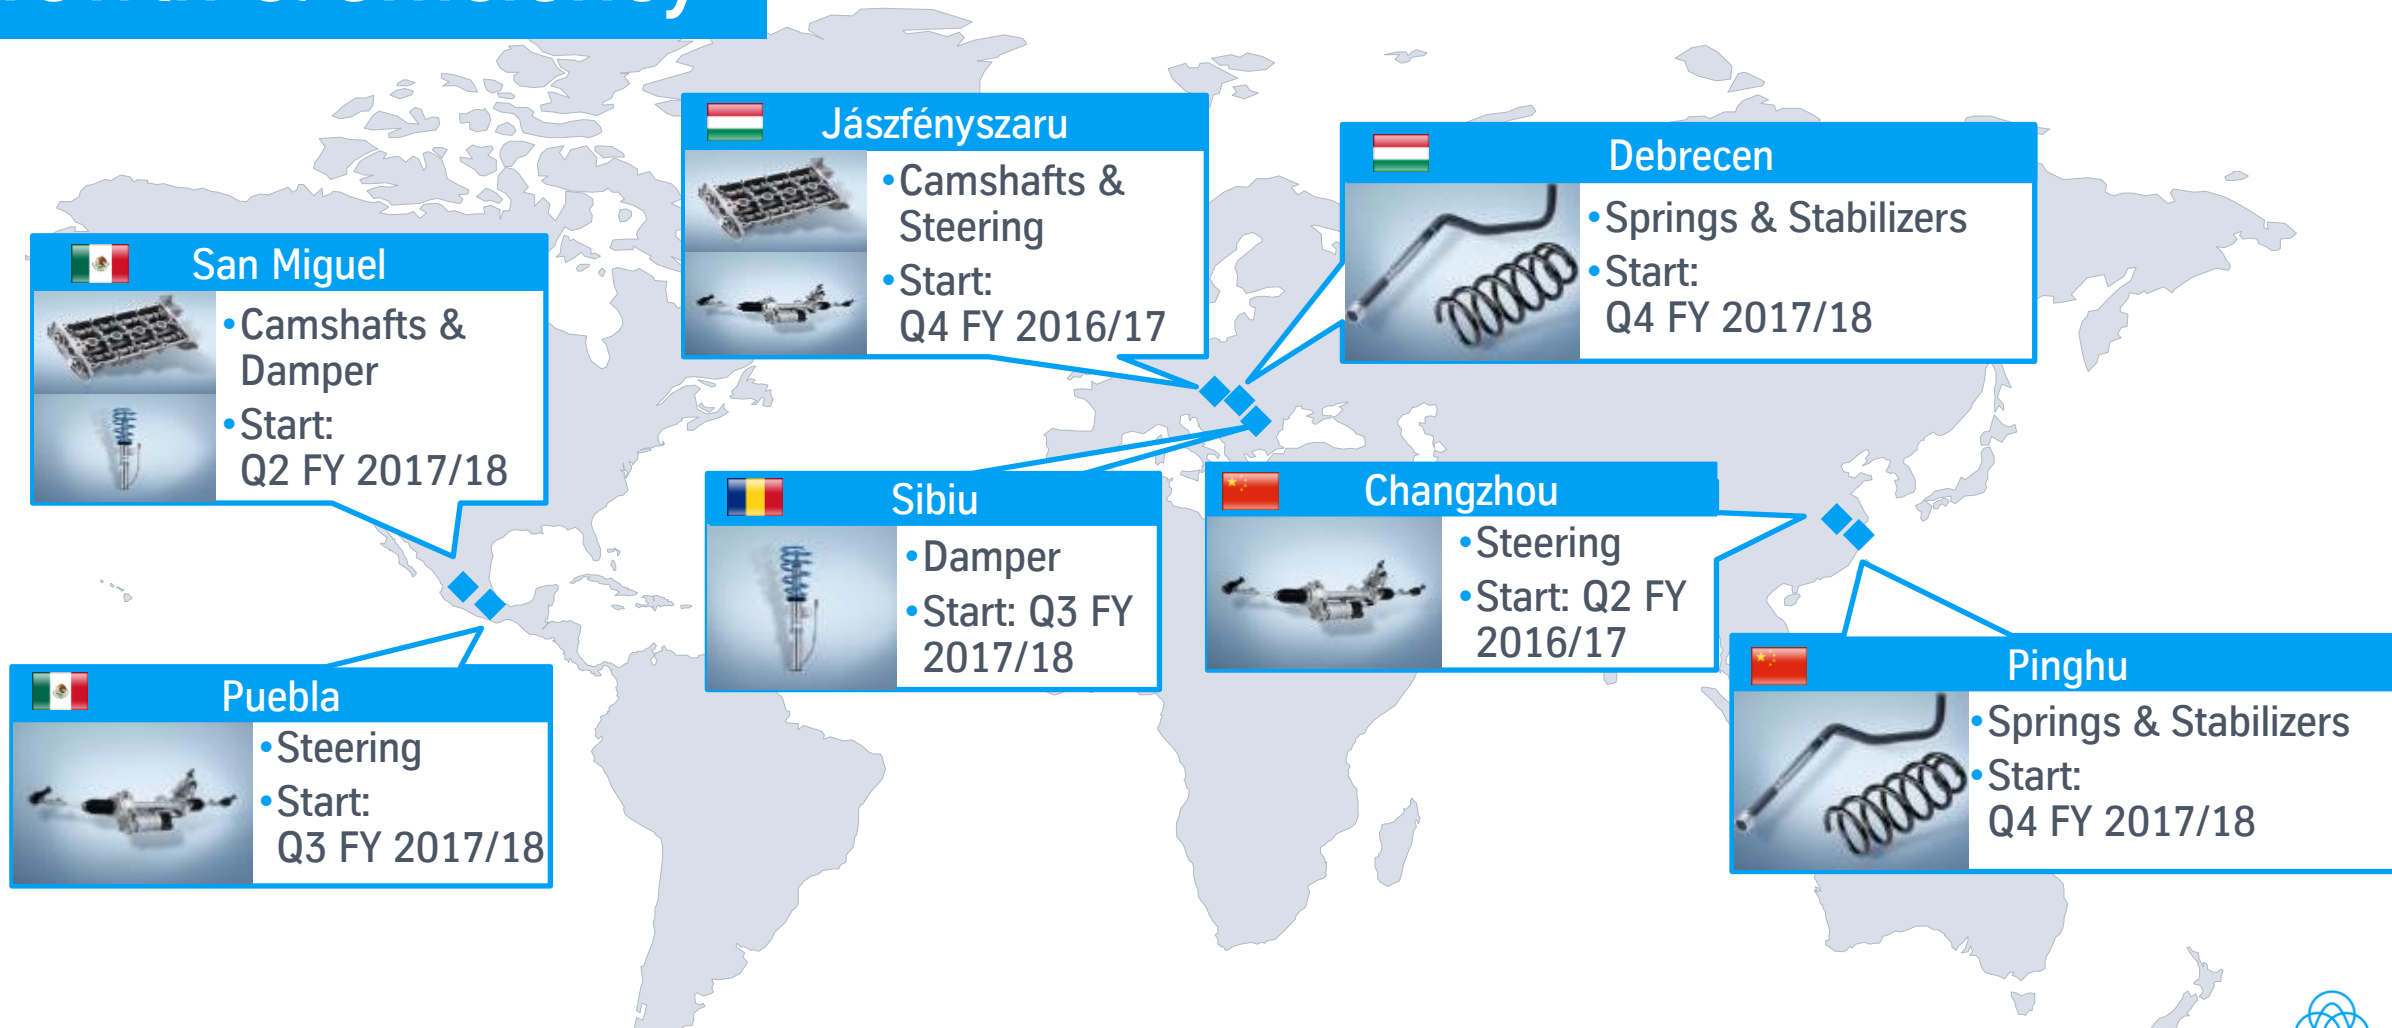 & efficiency
Jászfényszaru
•Camshafts &
Steering
•Start:
Q4 FY 2016/17
Debrecen
•Springs & Stabilizers
•Start:
Q4 FY 2017/18
San Miguel
•Camshafts &
Damper
•Start:
Q2 FY 2017/18
Sibiu
•Damper
•Start: Q3 FY
2017/18
Changzhou
•Steering
•Start: Q2 FY
2016/17
Puebla
•Steering
•Start:
Q3 FY 2017/18
Pinghu
•Springs & Stabilizers
•Start:
Q4 FY 2017/18